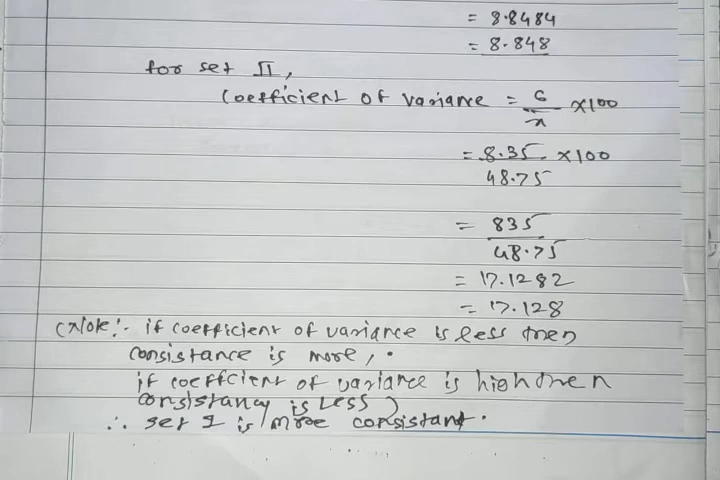 = 8.8484
= 8.848
for set II,
Coefficient of variance = σ/x̄ ×100
= 8.35/48.75 ×100
= 835/48.75
= 17.1282
= 17.128
(Note:- if coefficient of variance is less then
consistance is more,.
if coeffcient of variance is high then
consistancy is Less)
∴ set I is more consistant.